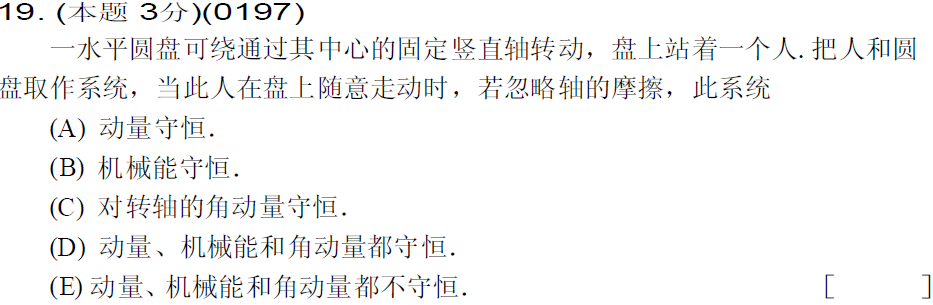 19. (本题 3分)(0197)
一水平圆盘可绕通过其中心的固定竖直轴转动，盘上站着一个人.把人和圆
盘取作系统，当此人在盘上随意走动时，若忽略轴的摩擦，此系统
(A) 动量守恒．
(B) 机械能守恒．
(C) 对转轴的角动量守恒．
(D) 动量、机械能和角动量都守恒．
(E) 动量、机械能和角动量都不守恒． [ ]